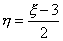 η = (ξ − 3) / 2